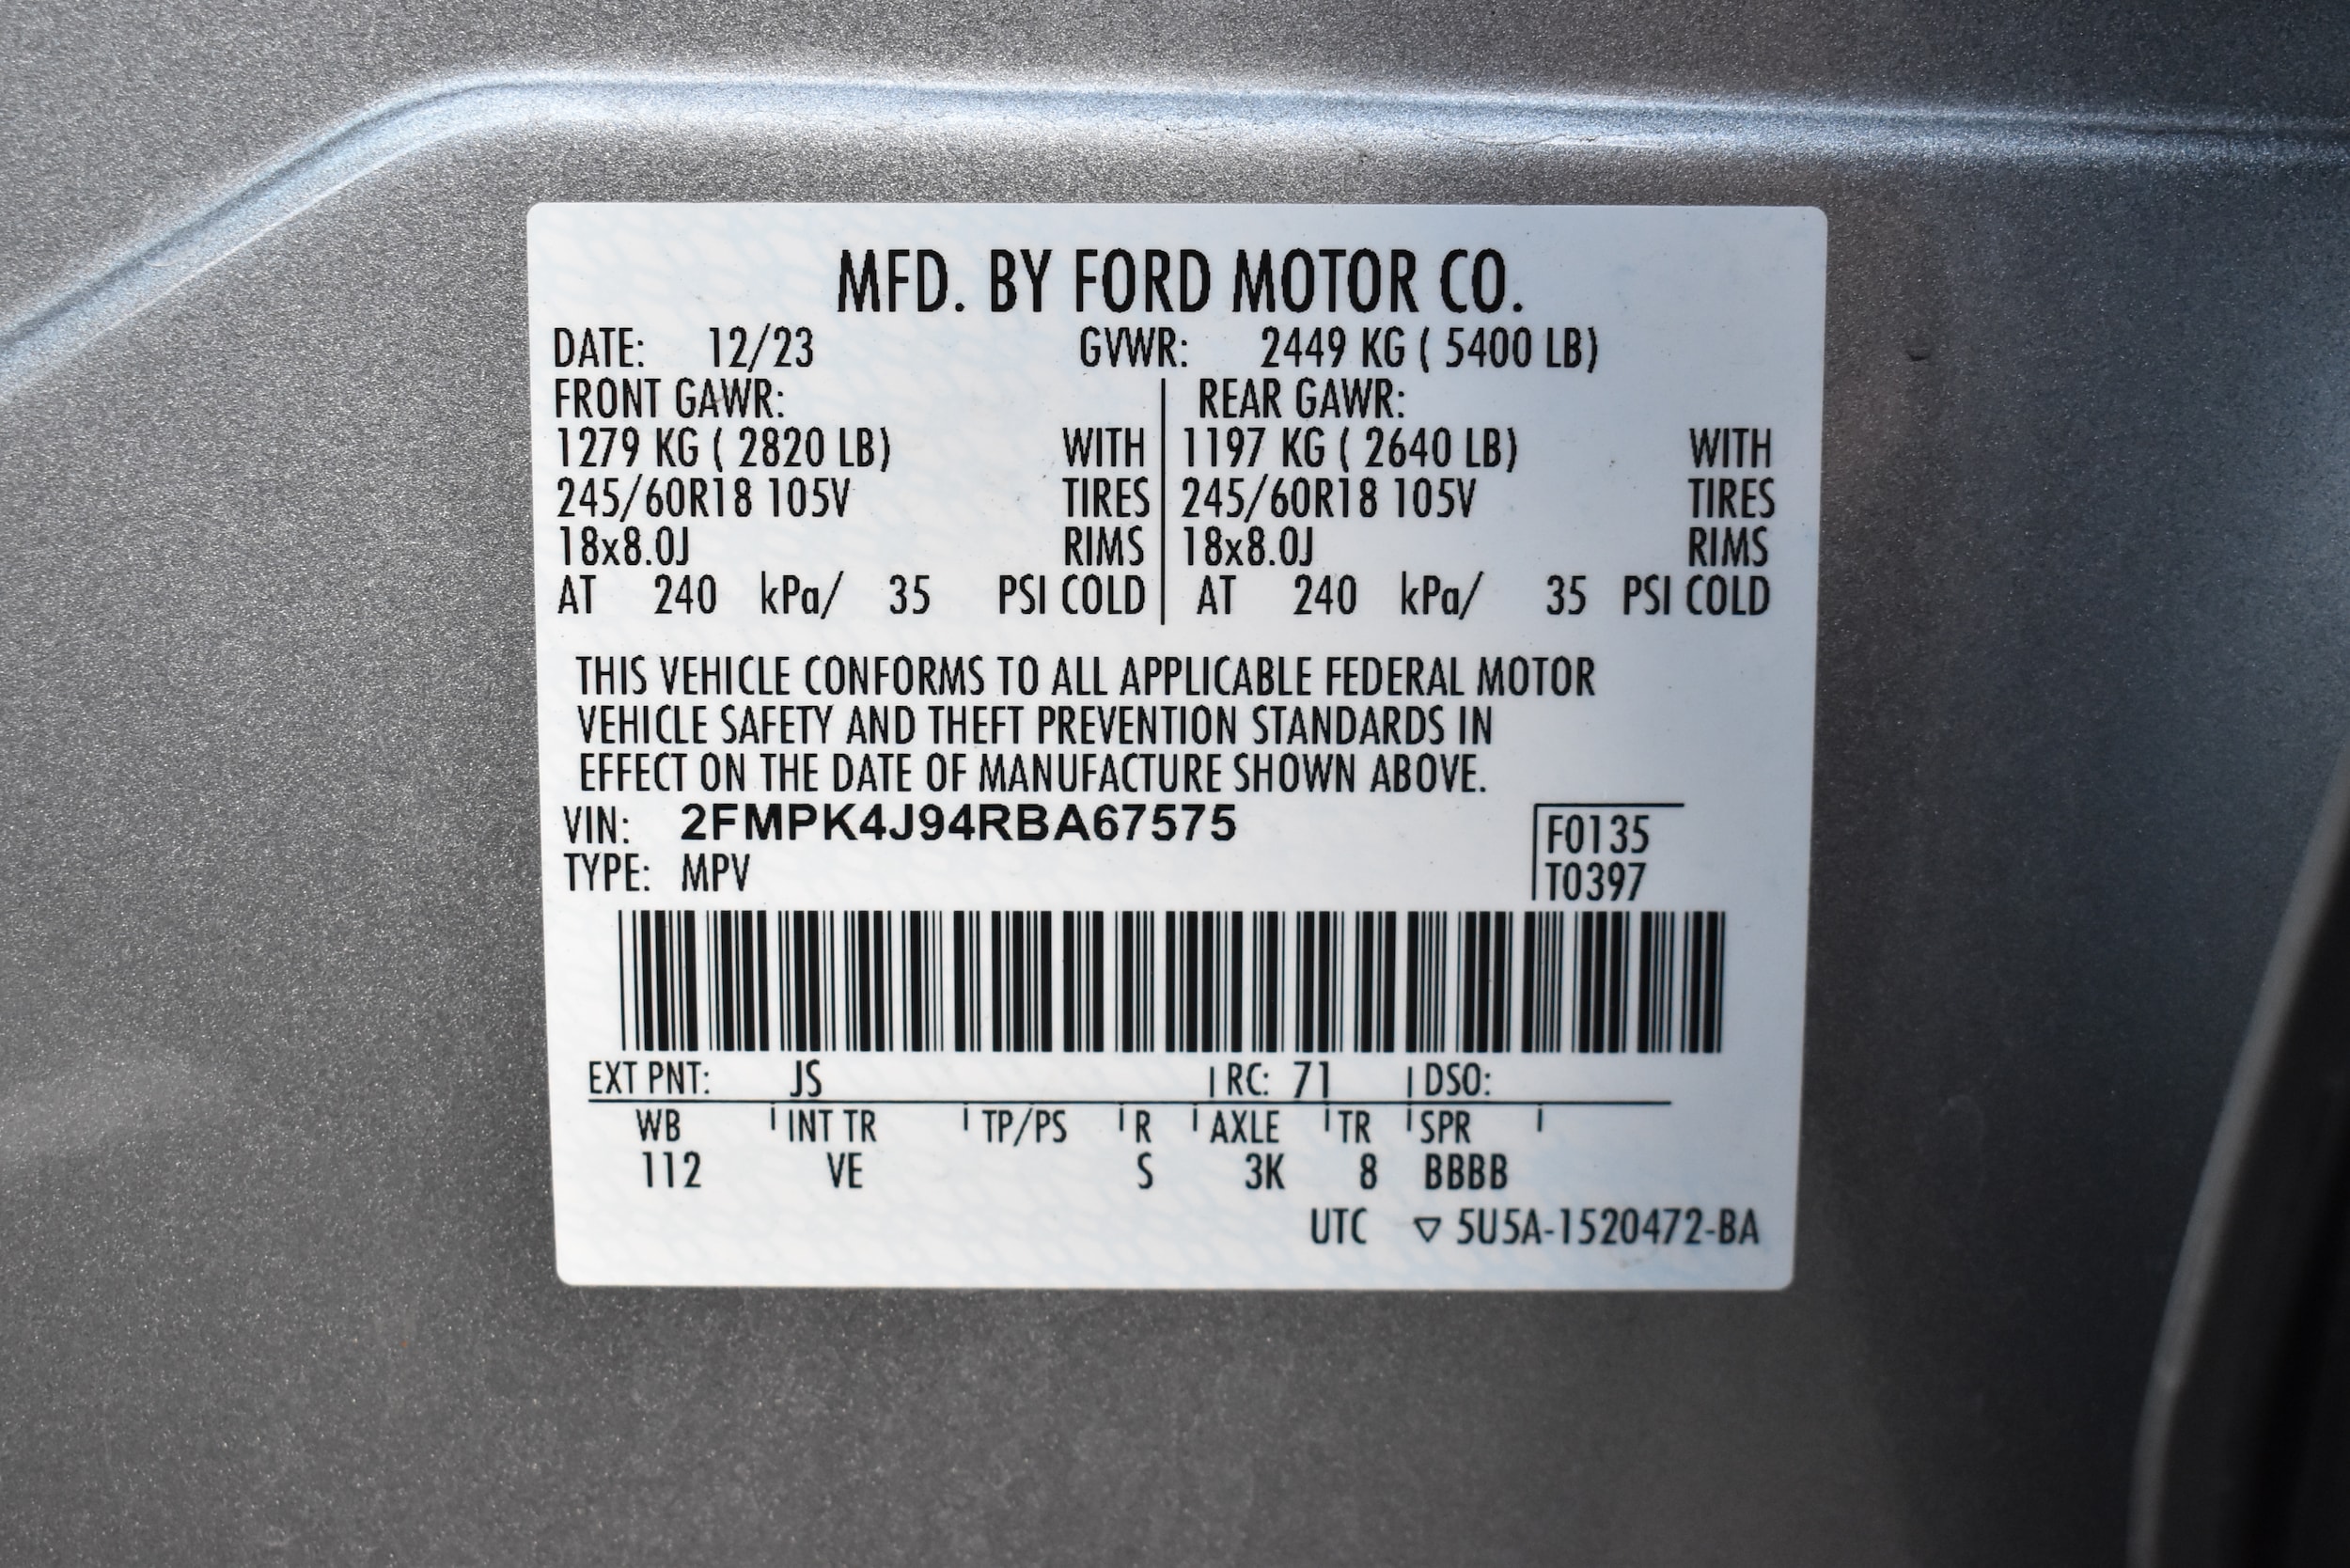 MFD. BY FORD MOTOR CO.
DATE: 12/23 GVWR: 2449 KG ( 5400 LB)
FRONT GAWR: REAR GAWR:
1279 KG ( 2820 LB) WITH 1197 KG ( 2640 LB) WITH
245/60R18 105V TIRES 245/60R18 105V TIRES
18x8.0J RIMS 18x8.0J RIMS
AT 240 kPa/ 35 PSI COLD AT 240 kPa/ 35 PSI COLD
THIS VEHICLE CONFORMS TO ALL APPLICABLE FEDERAL MOTOR
VEHICLE SAFETY AND THEFT PREVENTION STANDARDS IN
EFFECT ON THE DATE OF MANUFACTURE SHOWN ABOVE.
VIN: 2FMPK4J94RBA67575 F0135
TYPE: MPV T0397
EXT PNT: JS RC: 71 DSO:
WB INT TR TP/PS R AXLE TR SPR
112 VE S 3K 8 BBBB
UTC ▽ 5U5A-1520472-BA